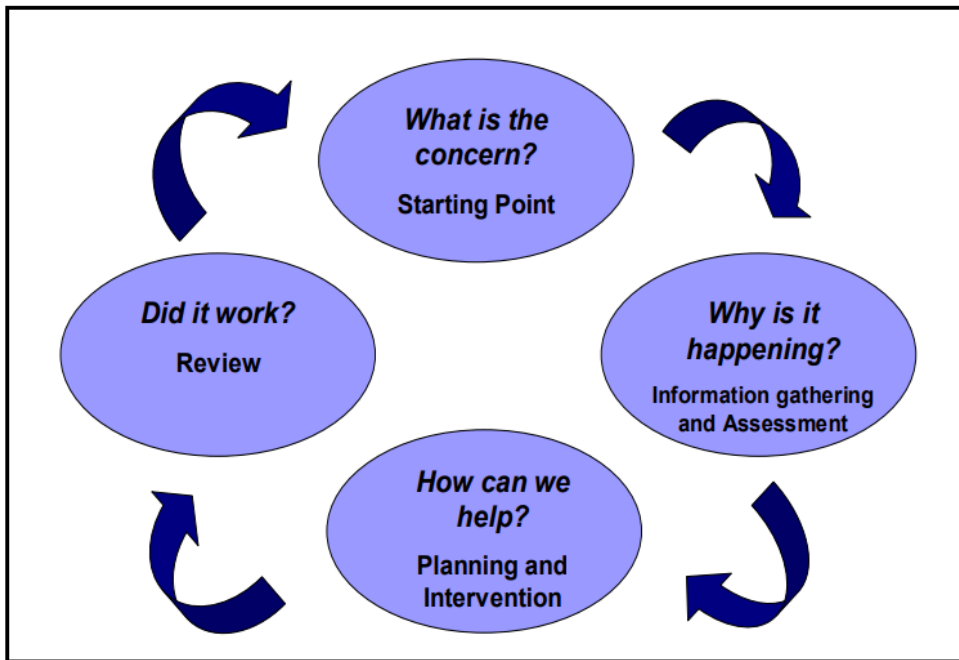 What is the
concern?
Starting Point
Why is it
happening?
Information gathering
and Assessment
How can we
help?
Planning and
Intervention
Did it work?
Review